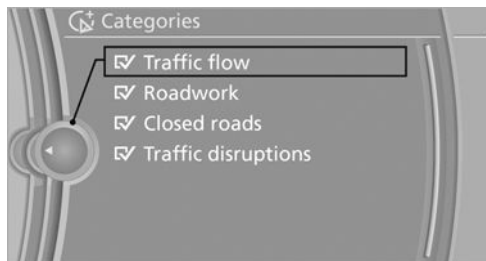 Categories
Traffic flow
Roadwork
Closed roads
Traffic disruptions